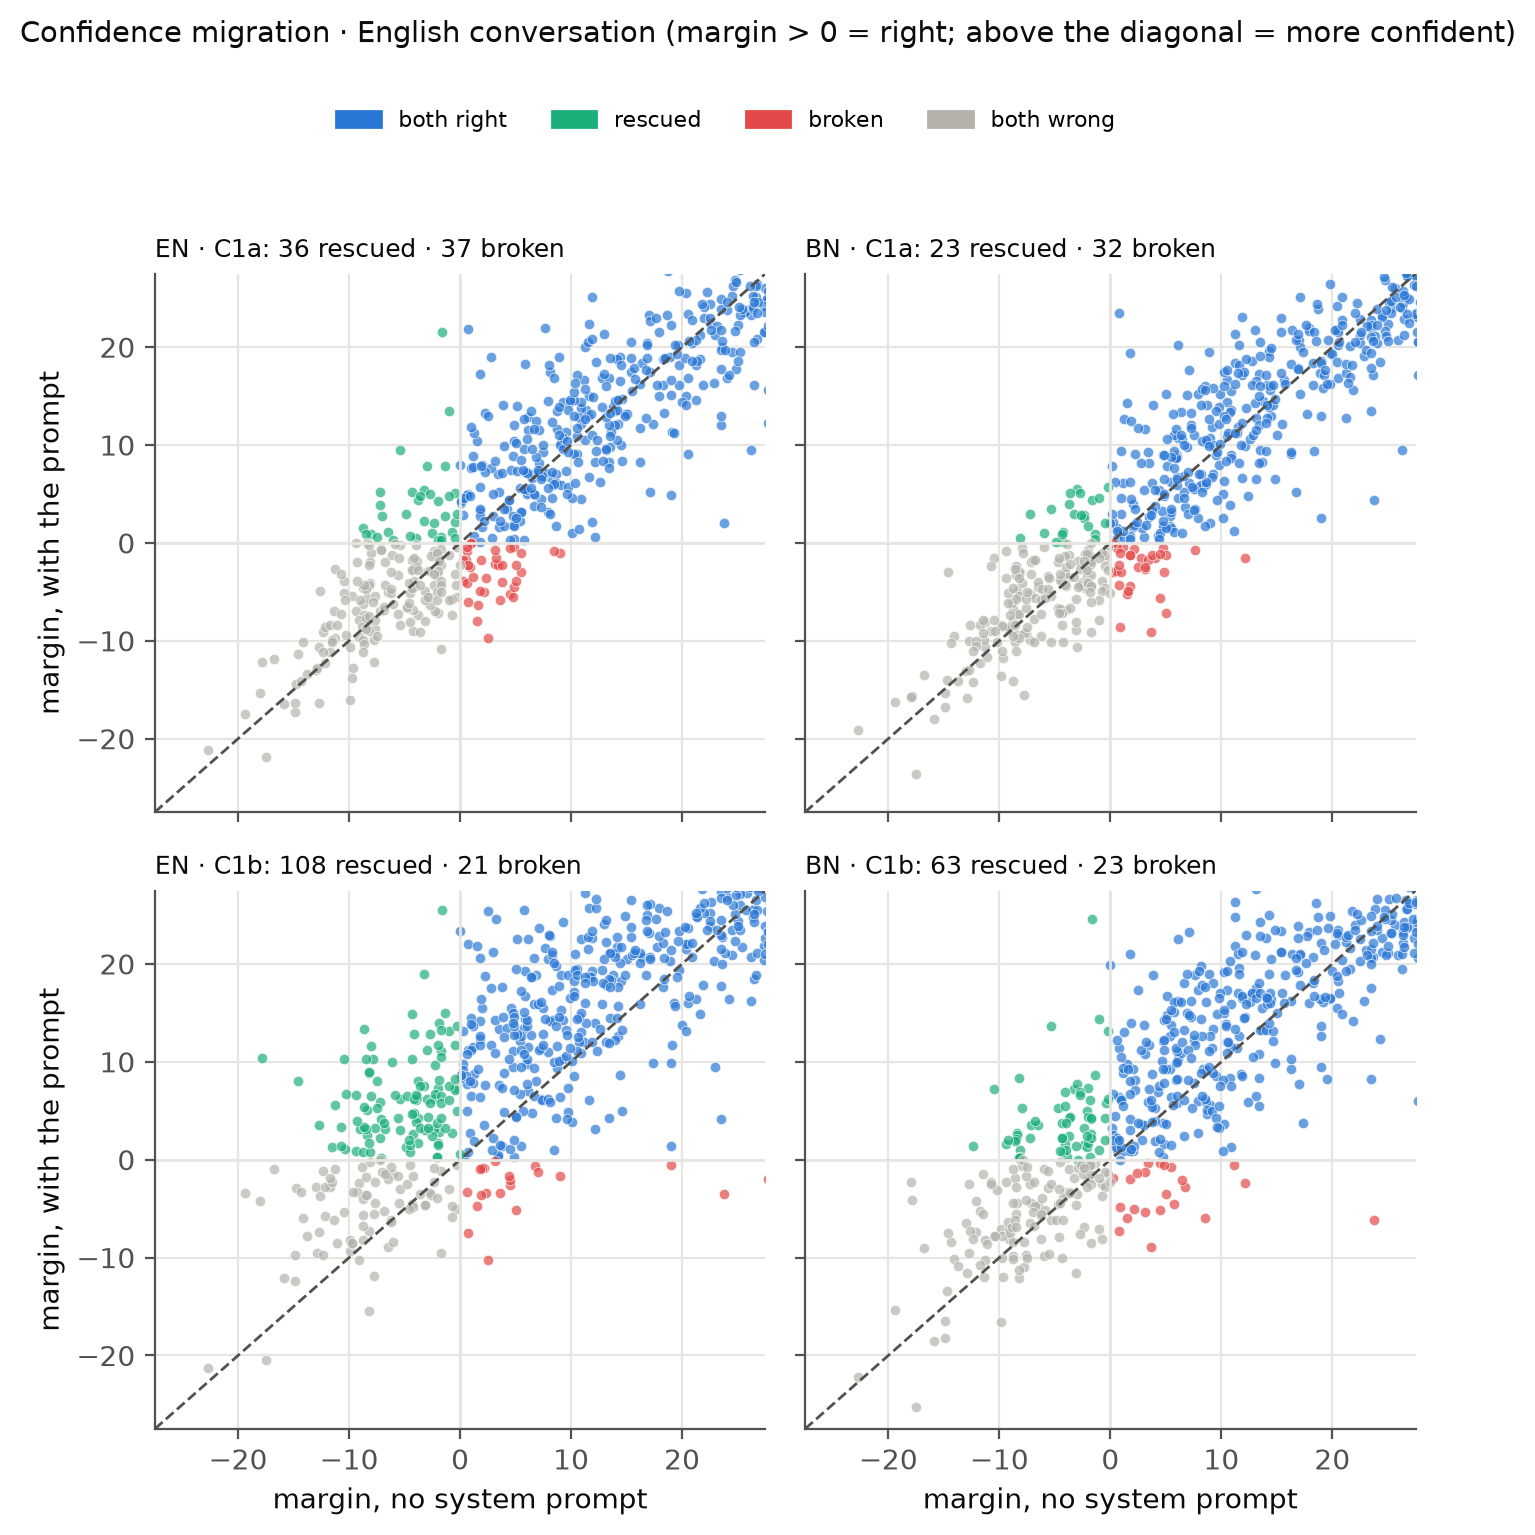 Confidence migration · English conversation (margin > 0 = right; above the diagonal = more confident)
both right rescued broken both wrong
EN · C1a: 36 rescued · 37 broken
BN · C1a: 23 rescued · 32 broken
margin, with the prompt
20
10
0
−10
−20
EN · C1b: 108 rescued · 21 broken
BN · C1b: 63 rescued · 23 broken
margin, with the prompt
20
10
0
−10
−20
−20 −10 0 10 20
−20 −10 0 10 20
margin, no system prompt
margin, no system prompt